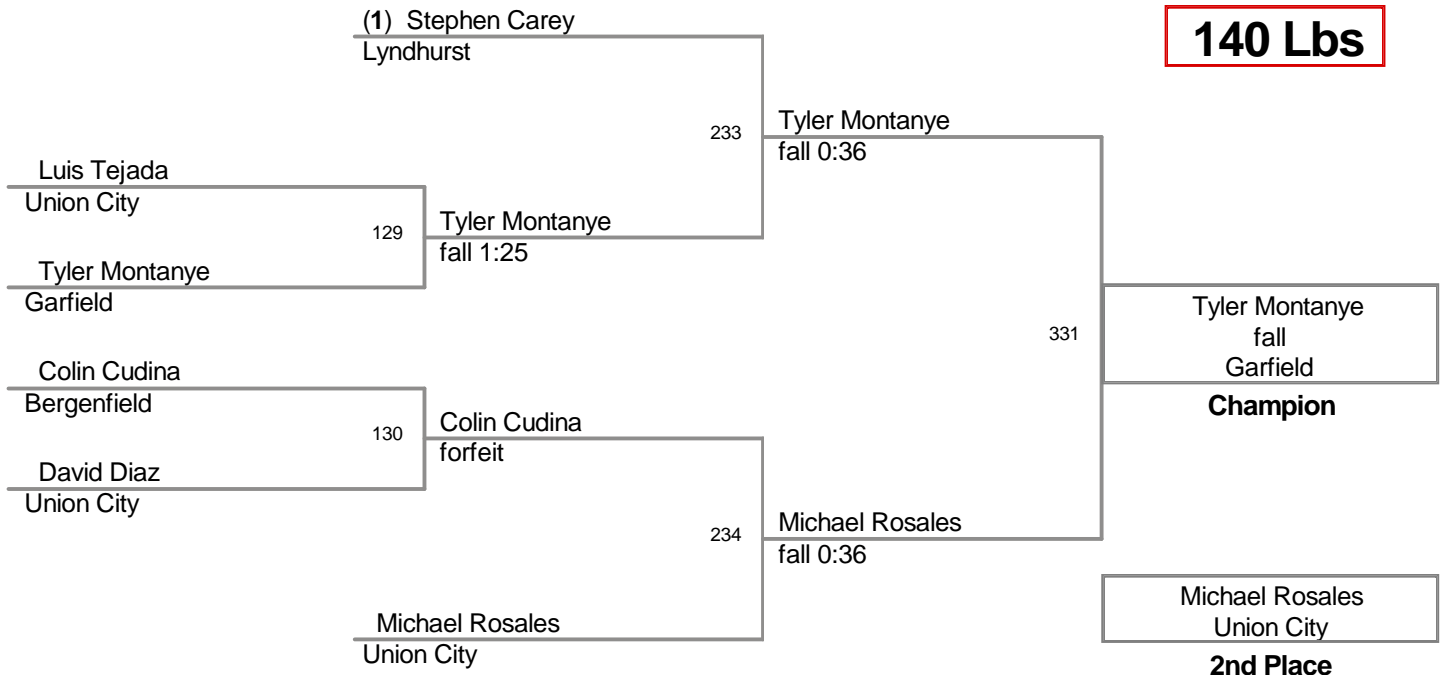 (1) Stephen Carey
Lyndhurst
140 Lbs
233
Tyler Montanye
fall 0:36
Luis Tejada
Union City
129
Tyler Montanye
fall 1:25
Tyler Montanye
Garfield
331
Tyler Montanye
fall
Garfield
Champion
Colin Cudina
Bergenfield
130
Colin Cudina
forfeit
David Diaz
Union City
234
Michael Rosales
fall 0:36
Michael Rosales
Union City
Michael Rosales
Union City
2nd Place